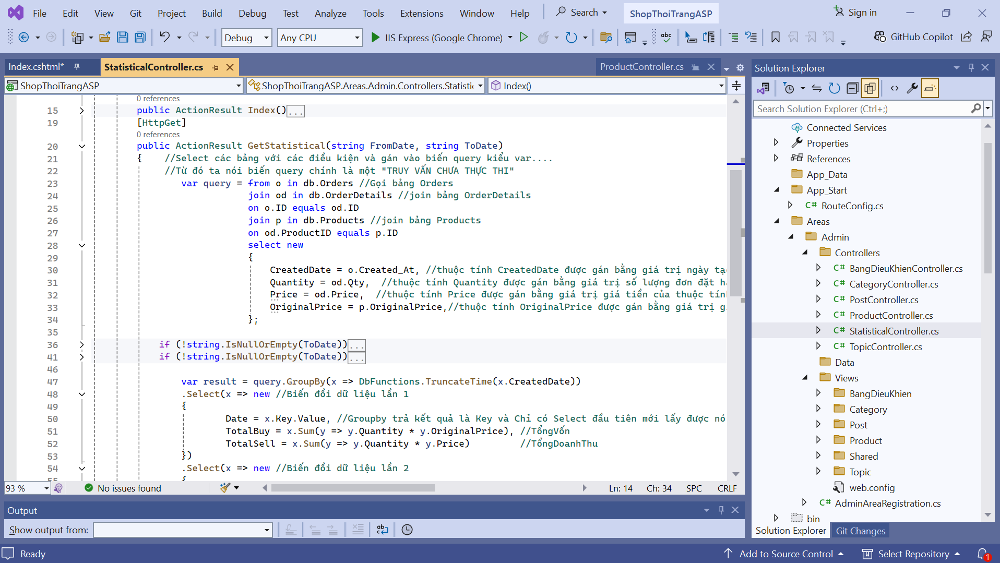 File Edit View Git Project Build Debug Test Analyze Tools Extensions Window Help Search ShopThoiTrangASP Sign in
Debug Any CPU IIS Express (Google Chrome) abc GitHub Copilot
Index.cshtml* StatisticalController.cs ProductController.cs
ShopThoiTrangASP ShopThoiTrangASP.Areas.Admin.Controllers.Statistic Index()
0 references
15 public ActionResult Index()...
19 [HttpGet]
0 references
20 public ActionResult GetStatistical(string FromDate, string ToDate)
21 { //Select các bảng với các điều kiện và gán vào biến query kiểu var....
22 //Từ đó ta nói biến query chính là một "TRUY VẤN CHƯA THỰC THI"
23 var query = from o in db.Orders //Gọi bảng Orders
24 join od in db.OrderDetails //join bảng OrderDetails
25 on o.ID equals od.ID
26 join p in db.Products //join bảng Products
27 on od.ProductID equals p.ID
28 select new
29 {
30 CreatedDate = o.Created_At, //thuộc tính CreatedDate được gán bằng giá trị ngày tạo
31 Quantity = od.Qty, //thuộc tính Quantity được gán bằng giá trị số lượng đơn đặt
32 Price = od.Price, //thuộc tính Price được gán bằng giá trị giá tiền của thuộc tính
33 OriginalPrice = p.OriginalPrice,//thuộc tính OriginalPrice được gán bằng giá trị
34 };
35
36 if (!string.IsNullOrEmpty(ToDate))...
41 if (!string.IsNullOrEmpty(ToDate))...
46
47 var result = query.GroupBy(x => DbFunctions.TruncateTime(x.CreatedDate))
48 .Select(x => new //Biến đồi dữ liệu lần 1
49 {
50 Date = x.Key.Value, //Groupby trả kết quả là Key và Chỉ có Select đầu tiên mới lấy được nó
51 TotalBuy = x.Sum(y => y.Quantity * y.OriginalPrice), //TổngVốn
52 TotalSell = x.Sum(y => y.Quantity * y.Price) //TổngDoanhThu
53 })
54 .Select(x => new //Biến đồi dữ liệu lần 2
55 {
93 % No issues found Ln: 14 Ch: 34 SPC CRLF
Output
Show output from:
Solution Explorer
Search Solution Explorer (Ctrl+;)
Connected Services
Properties
References
App_Data
App_Start
C# RouteConfig.cs
Areas
Admin
Controllers
C# BangDieuKhienController.cs
C# CategoryController.cs
C# PostController.cs
C# ProductController.cs
C# StatisticalController.cs
C# TopicController.cs
Data
Views
BangDieuKhien
Category
Post
Product
Shared
Topic
web.config
C# AdminAreaRegistration.cs
bin
Solution Explorer Git Changes
Ready Add to Source Control Select Repository 1